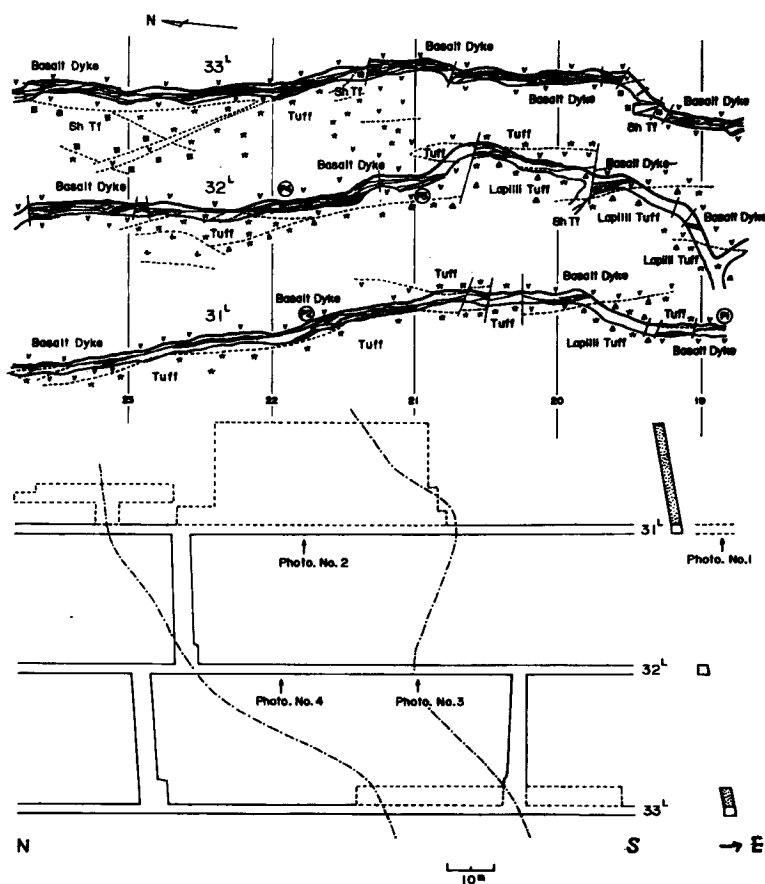 N
33L
Basalt Dyke
Basalt Dyke
Sh Tf
Tuff
Sh Tf
Basalt Dyke
Sh Tf
Basalt Dyke
32L
Basalt Dyke
Tuff
Basalt Dyke
Tuff
Tuff
Basalt Dyke
Lapilli Tuff
Sh Tf
Lapilli Tuff
Basalt Dyke
Lapilli Tuff
31L
Basalt Dyke
Basalt Dyke
Tuff
Tuff
Tuff
Tuff
Basalt Dyke
Lapilli Tuff
Tuff
Basalt Dyke
23 22 21 20 19
31L
Photo. No.2
Photo. No.1
32L
Photo. No.4
Photo. No.3
33L
N
S
→ E
10m